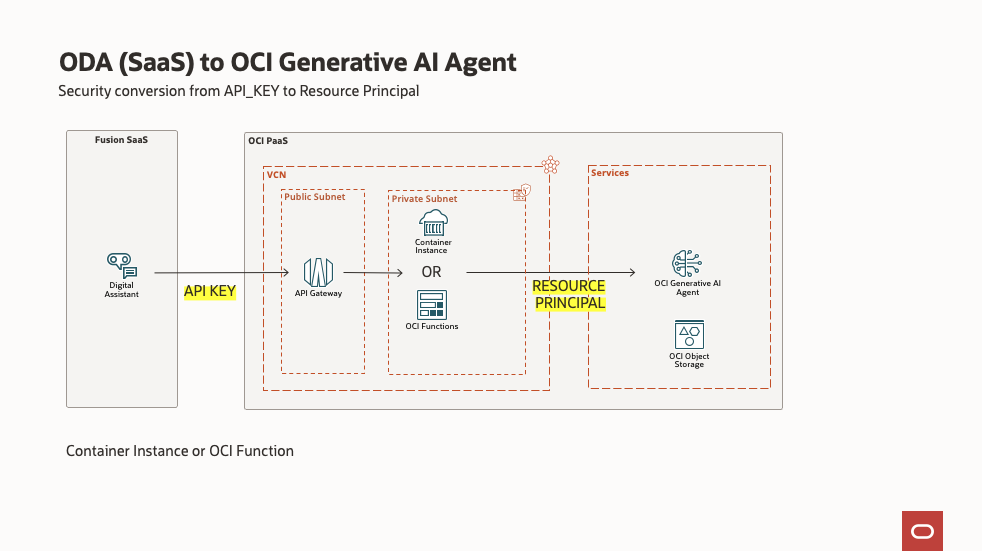 ODA (SaaS) to OCI Generative AI Agent
Security conversion from API_KEY to Resource Principal
Fusion SaaS
OCI PaaS
VCN
Services
Public Subnet
Private Subnet
Container
Instance
Digital
Assistant
API KEY
API Gateway
OR
OCI Functions
RESOURCE
PRINCIPAL
OCI Generative AI
Agent
OCI Object
Storage
Container Instance or OCI Function